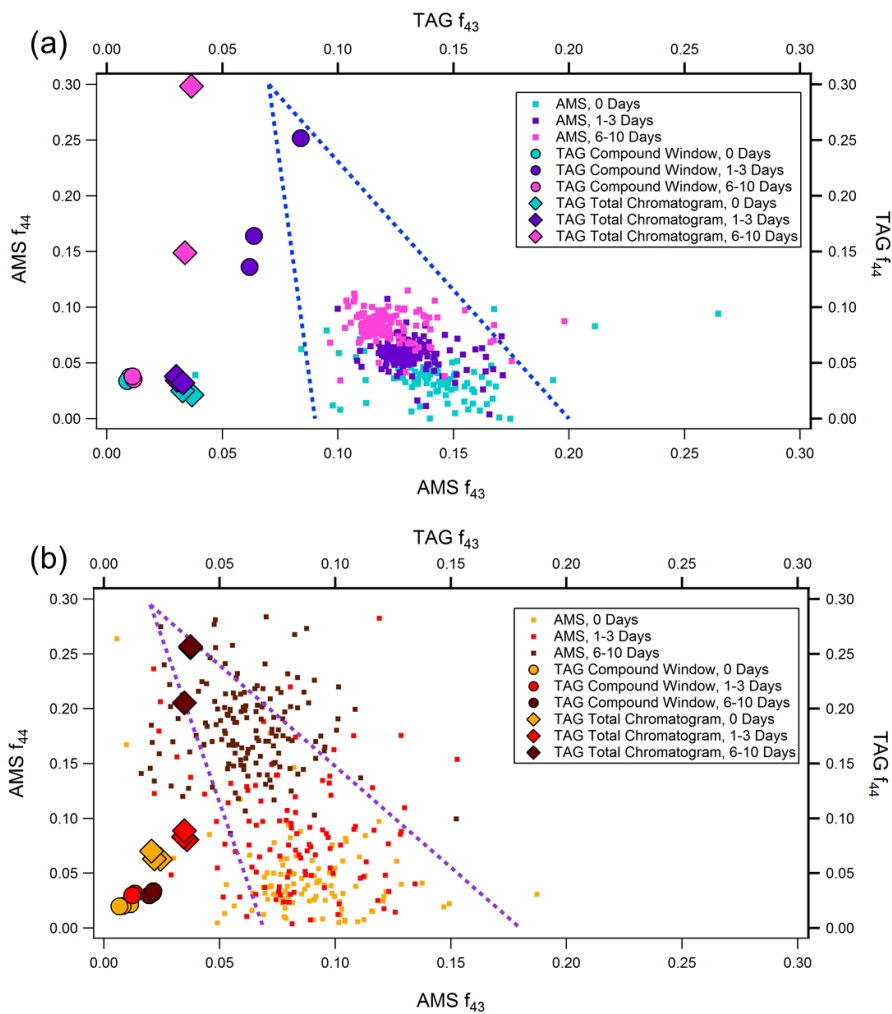 (a)
TAG f43
0.00 0.05 0.10 0.15 0.20 0.25 0.30
0.30 0.30
0.25 0.25
0.20 0.20
0.15 0.15
0.10 0.10
0.05 0.05
0.00 0.00
AMS f44
TAG f44
AMS, 0 Days
AMS, 1-3 Days
AMS, 6-10 Days
TAG Compound Window, 0 Days
TAG Compound Window, 1-3 Days
TAG Compound Window, 6-10 Days
TAG Total Chromatogram, 0 Days
TAG Total Chromatogram, 1-3 Days
TAG Total Chromatogram, 6-10 Days
0.00 0.05 0.10 0.15 0.20 0.25 0.30
AMS f43
(b)
TAG f43
0.00 0.05 0.10 0.15 0.20 0.25 0.30
0.30 0.30
0.25 0.25
0.20 0.20
0.15 0.15
0.10 0.10
0.05 0.05
0.00 0.00
AMS f44
TAG f44
AMS, 0 Days
AMS, 1-3 Days
AMS, 6-10 Days
TAG Compound Window, 0 Days
TAG Compound Window, 1-3 Days
TAG Compound Window, 6-10 Days
TAG Total Chromatogram, 0 Days
TAG Total Chromatogram, 1-3 Days
TAG Total Chromatogram, 6-10 Days
0.00 0.05 0.10 0.15 0.20 0.25 0.30
AMS f43